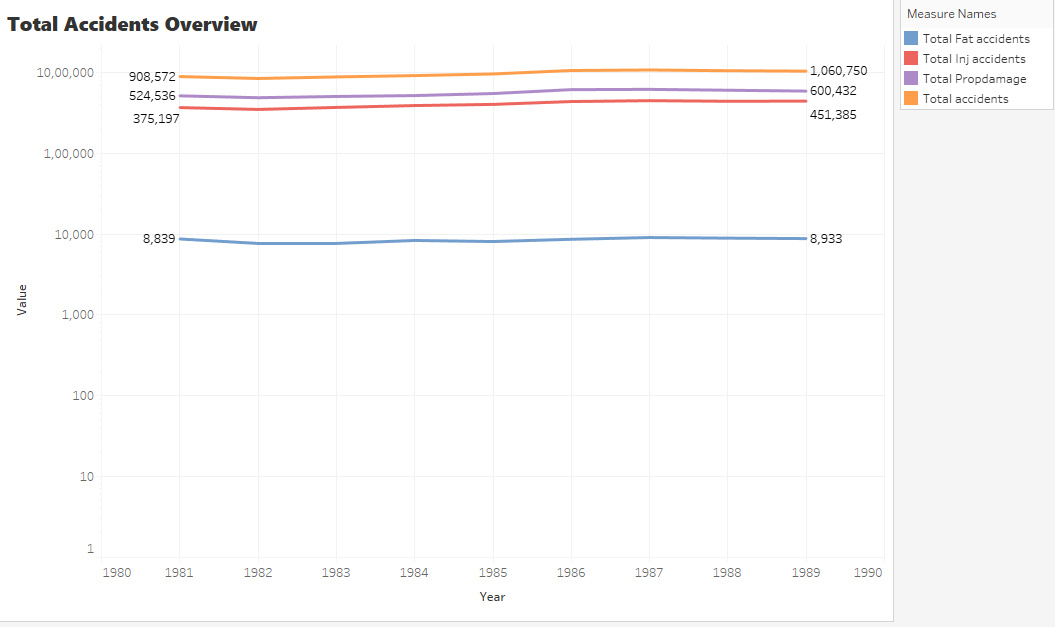 Total Accidents Overview
Measure Names
Total Fat accidents
Total Inj accidents
Total Propdamage
Total accidents
Value
10,00,000
1,00,000
10,000
1,000
100
10
1
908,572
524,536
375,197
8,839
1,060,750
600,432
451,385
8,933
1980 1981 1982 1983 1984 1985 1986 1987 1988 1989 1990
Year